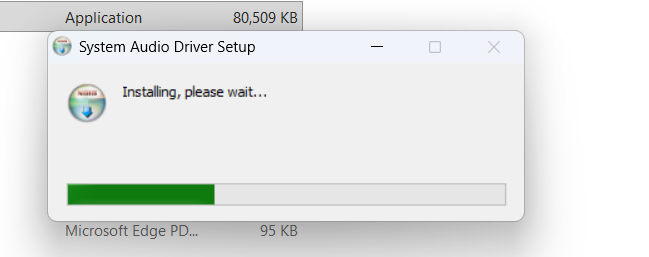 Application 80,509 KB
System Audio Driver Setup
Installing, please wait...
Microsoft Edge PD... 95 KB